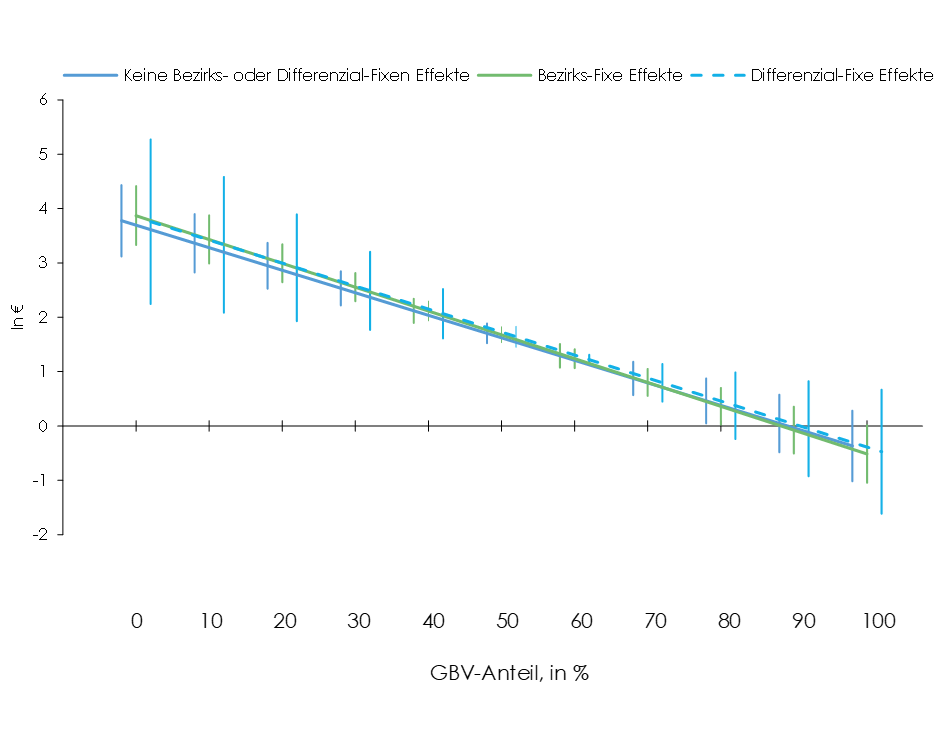 Keine Bezirks- oder Differenzial-Fixen Effekte Bezirks-Fixe Effekte Differenzial-Fixe Effekte
6
5
4
3
2
1
0
-1
-2
ln €
0 10 20 30 40 50 60 70 80 90 100
GBV-Anteil, in %